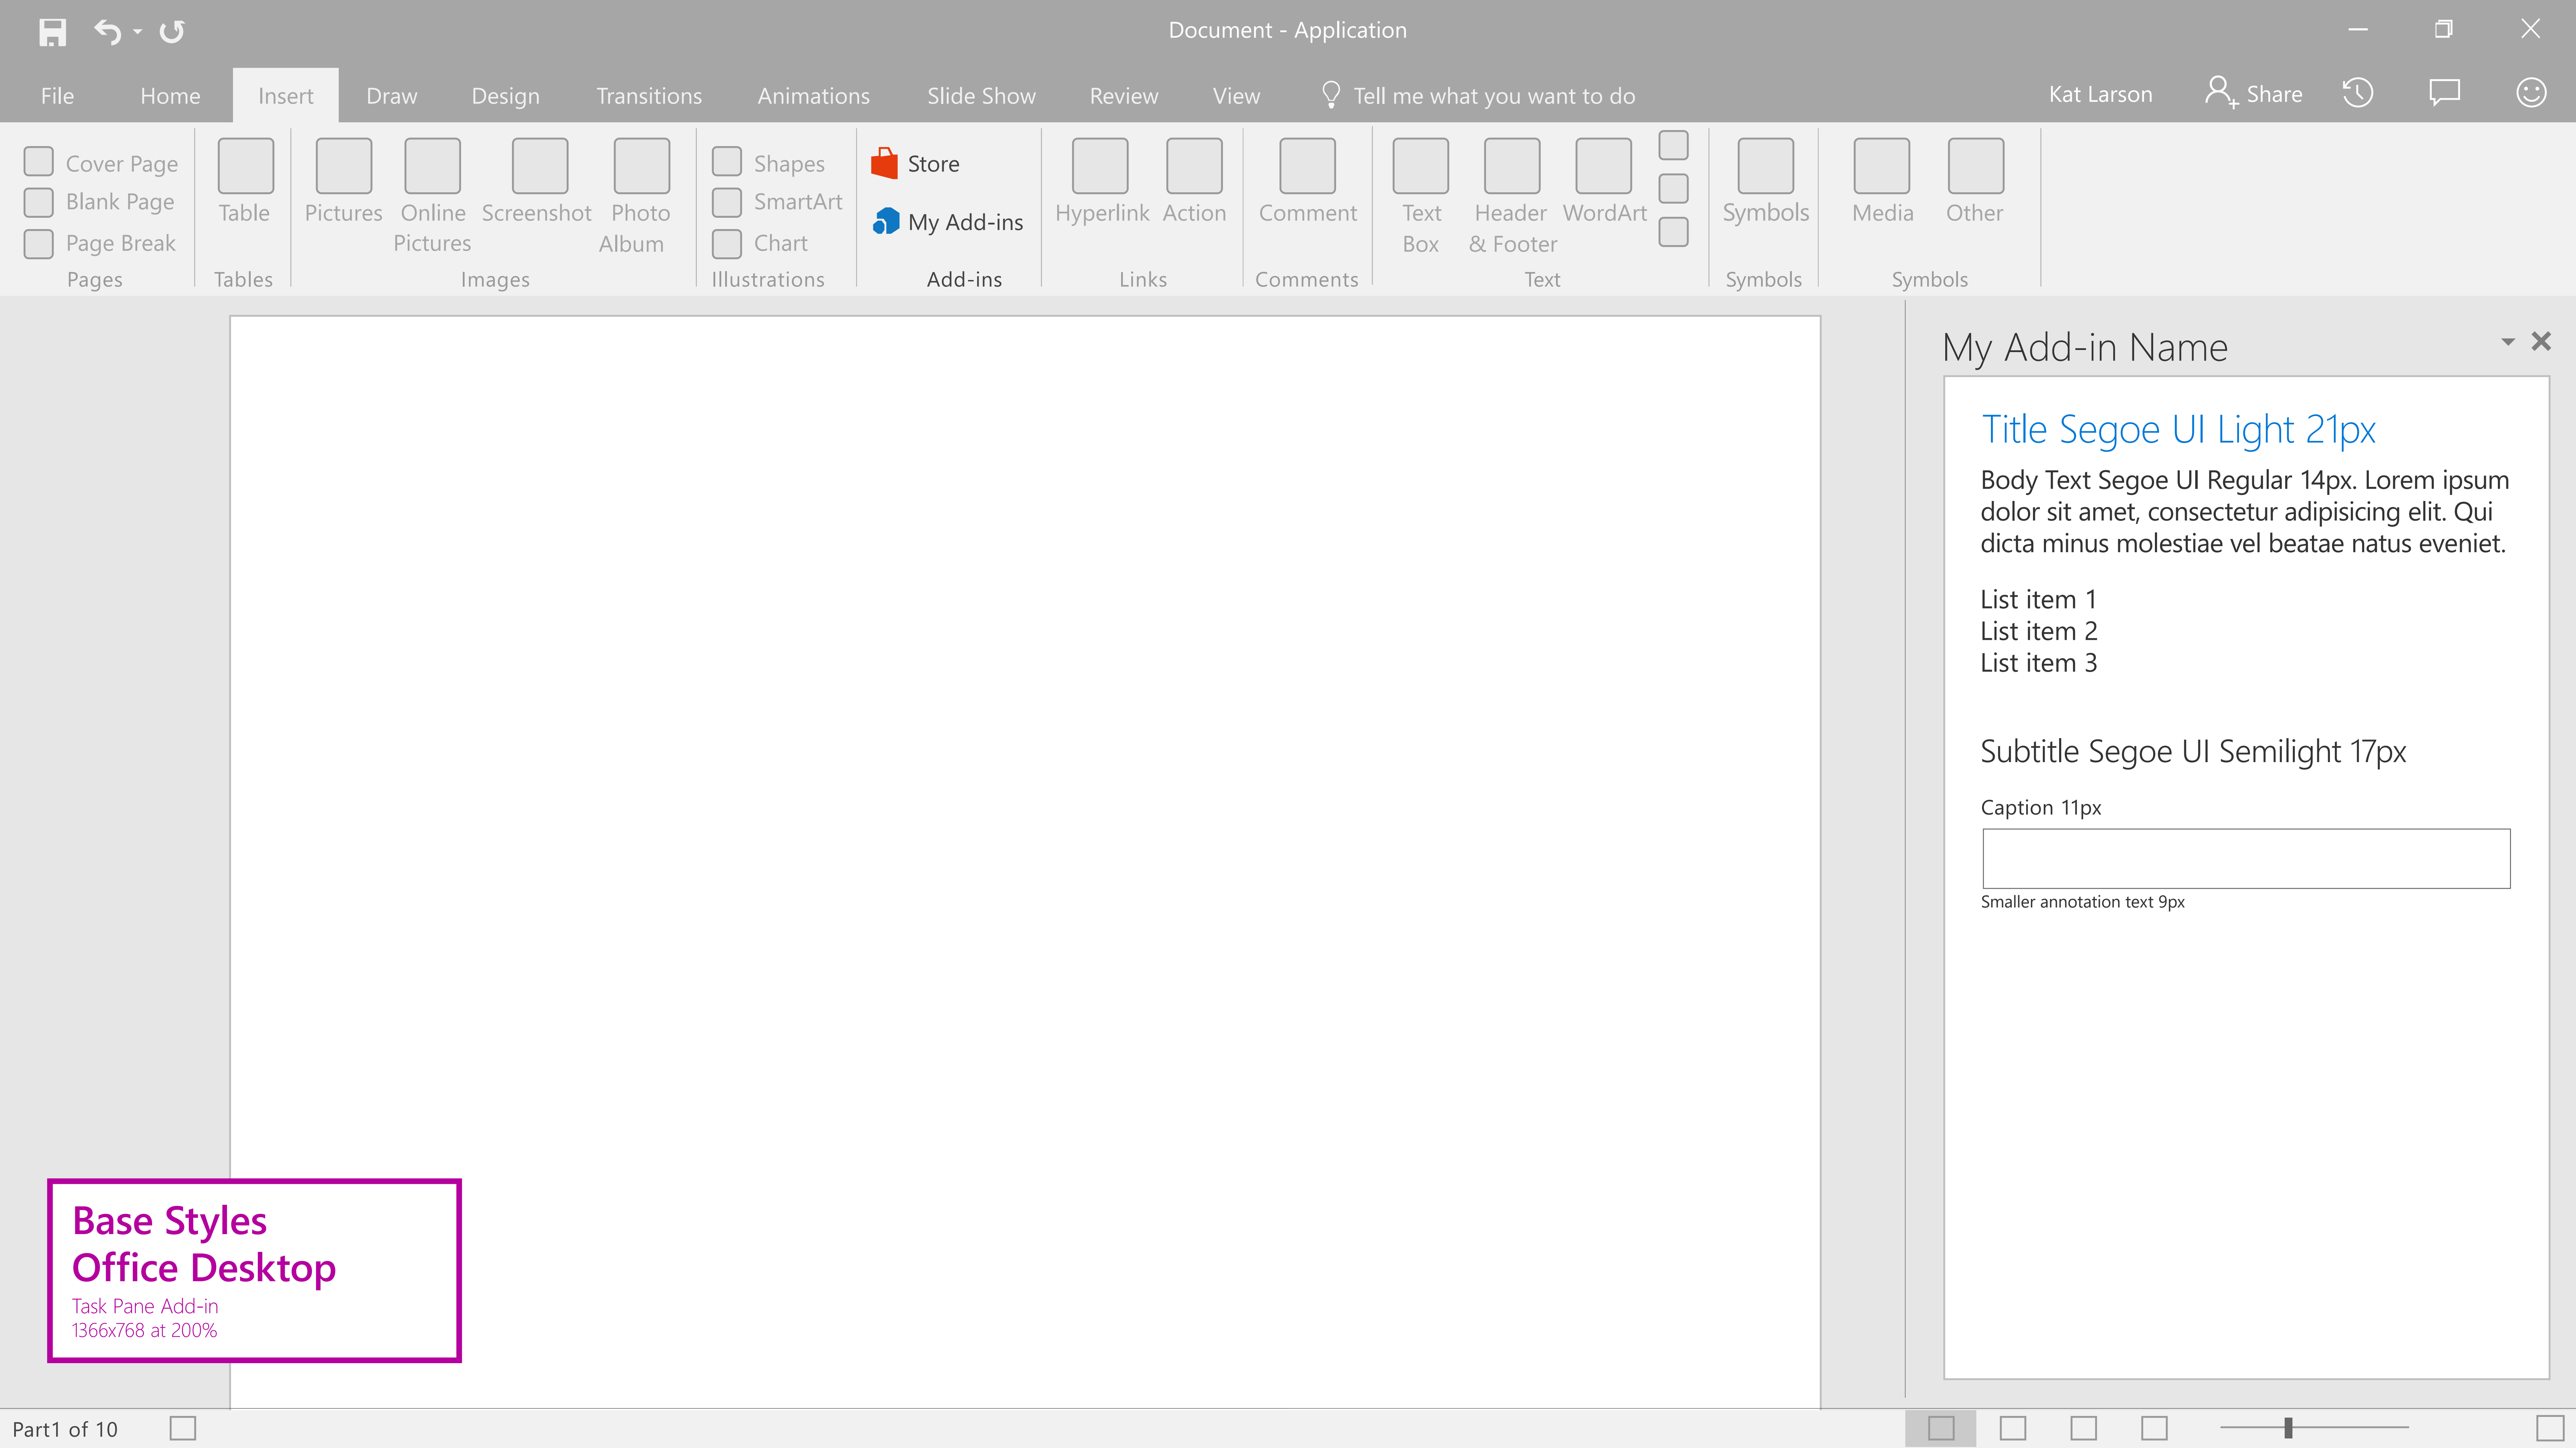 Document - Application
File Home Insert Draw Design Transitions Animations Slide Show Review View Tell me what you want to do Kat Larson Share
Cover Page
Blank Page
Page Break
Pages
Table
Tables
Pictures
Online
Pictures
Screenshot
Photo
Album
Images
Shapes
SmartArt
Chart
Illustrations
Store
My Add-ins
Add-ins
Hyperlink
Action
Links
Comment
Comments
Text
Box
Header
& Footer
WordArt
Text
Symbols
Symbols
Media
Other
Symbols
My Add-in Name
Title Segoe UI Light 21px
Body Text Segoe UI Regular 14px. Lorem ipsum
dolor sit amet, consectetur adipisicing elit. Qui
dicta minus molestiae vel beatae natus eveniet.
List item 1
List item 2
List item 3
Subtitle Segoe UI Semilight 17px
Caption 11px
Smaller annotation text 9px
Base Styles
Office Desktop
Task Pane Add-in
1366x768 at 200%
Part1 of 10